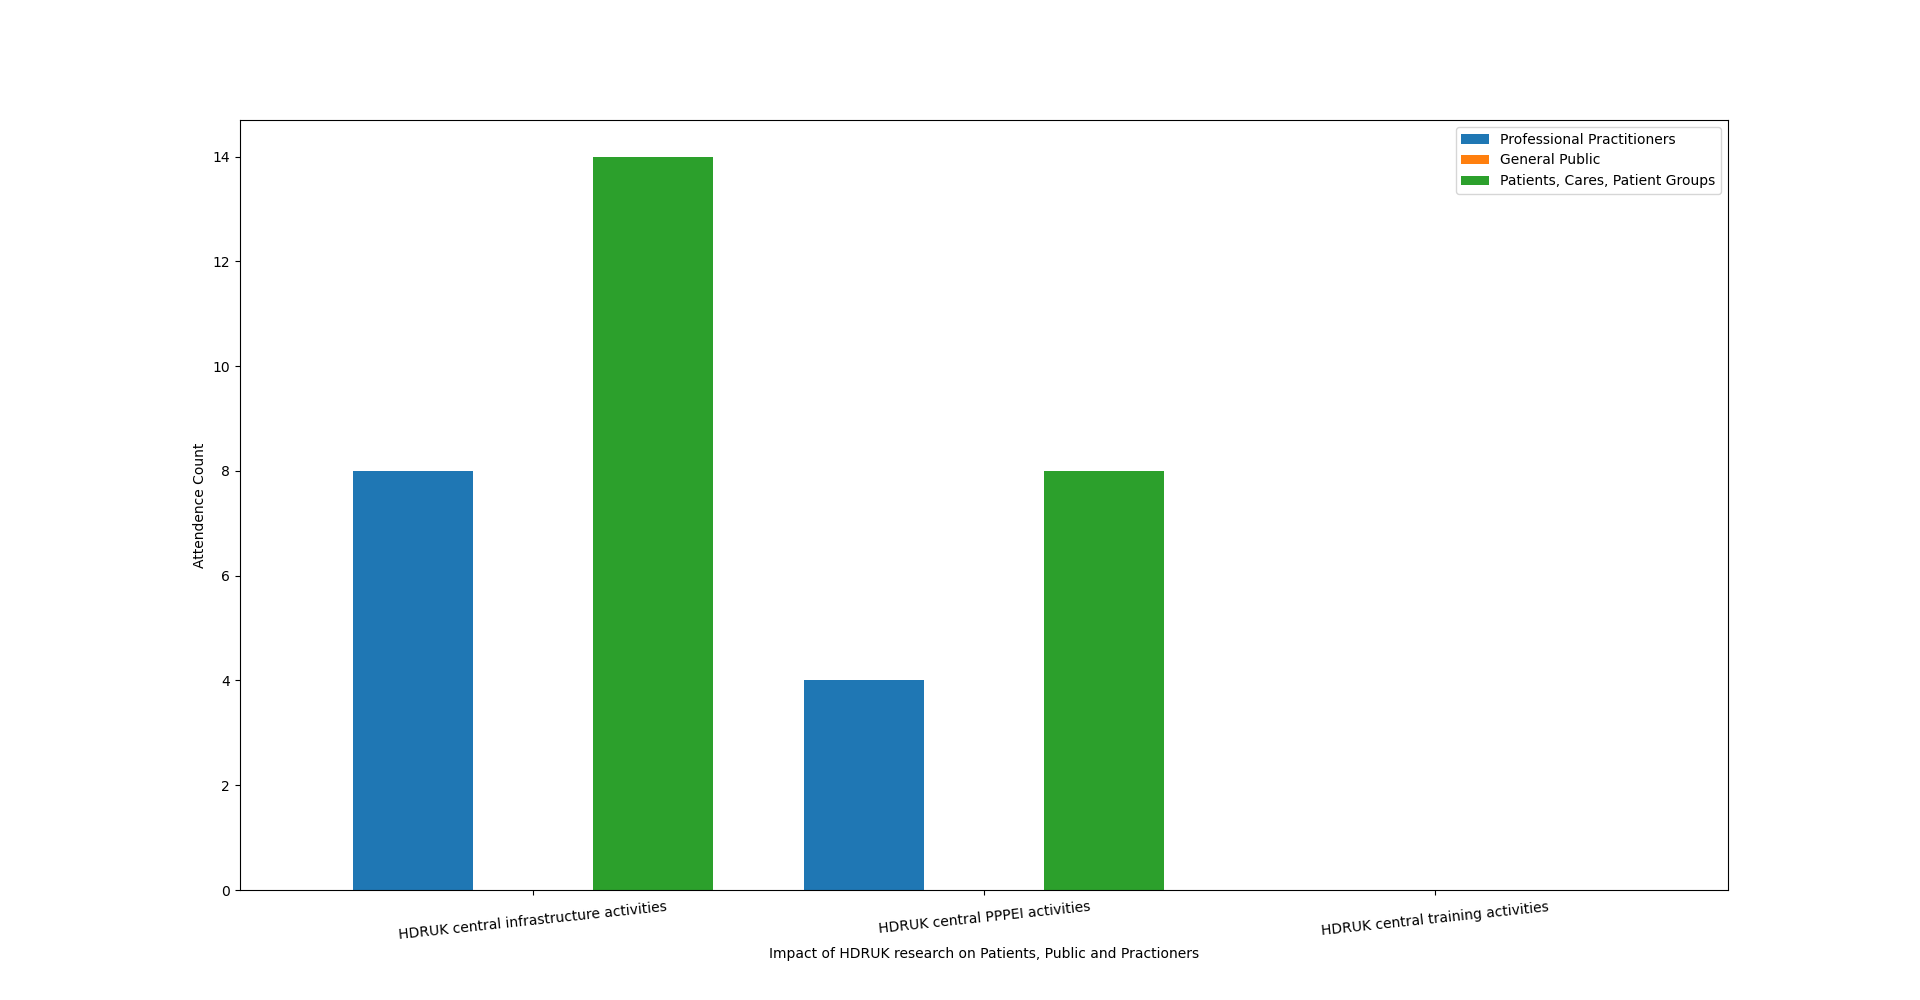 Professional Practitioners
General Public
Patients, Cares, Patient Groups
14
12
10
8
6
4
2
0
Attendence Count
HDRUK central infrastructure activities
HDRUK central PPPEI activities
HDRUK central training activities
Impact of HDRUK research on Patients, Public and Practioners